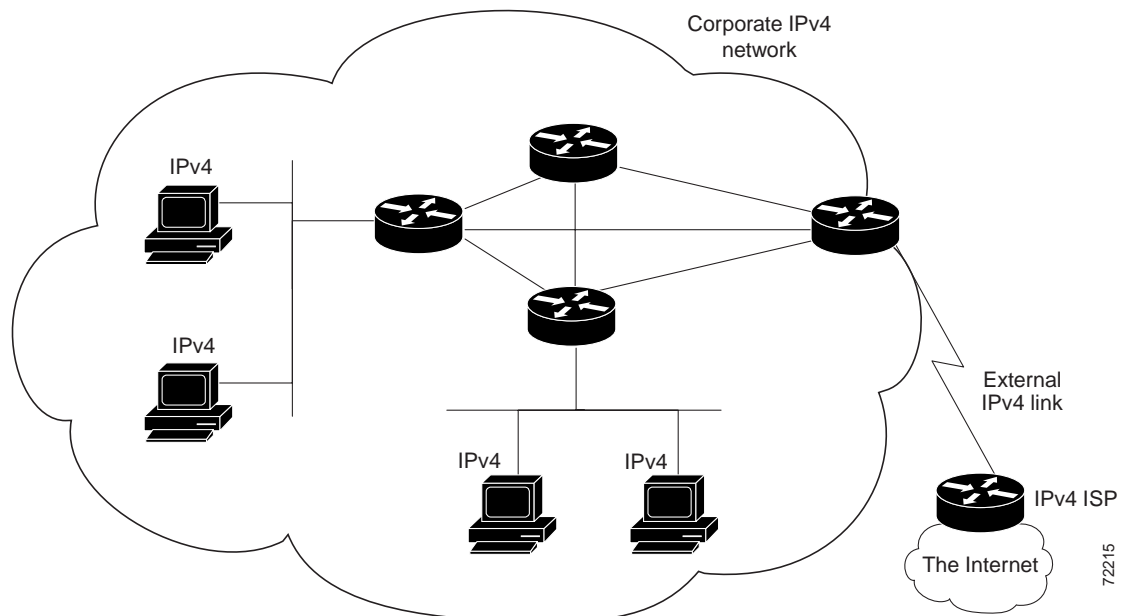 Corporate IPv4
network
IPv4
IPv4
IPv4
IPv4
External
IPv4 link
IPv4 ISP
The Internet
72215